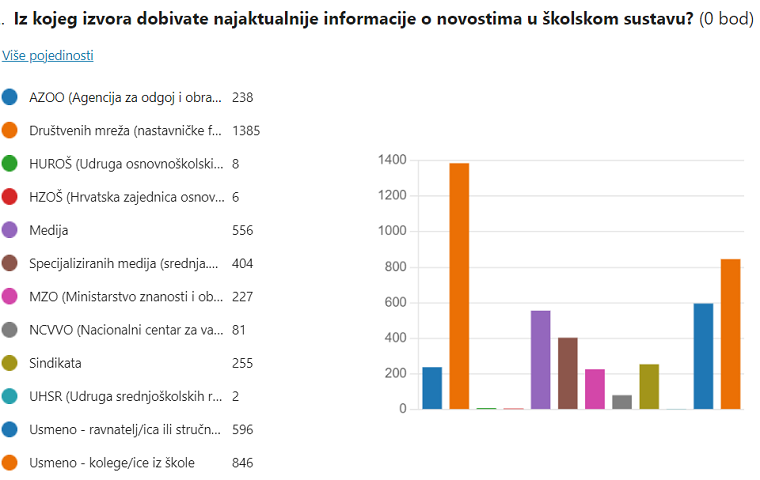 . Iz kojeg izvora dobivate najaktualnije informacije o novostima u školskom sustavu? (0 bod)
Više pojedinosti
AZOO (Agencija za odgoj i obra... 238
Društvenih mreža (nastavničke f... 1385
HUROŠ (Udruga osnovnoškolski... 8
HZOŠ (Hrvatska zajednica osnov... 6
Medija 556
Specijaliziranih medija (srednja.... 404
MZO (Ministarstvo znanosti i ob... 227
NCVVO (Nacionalni centar za va... 81
Sindikata 255
UHSR (Udruga srednjoškolskih r... 2
Usmeno - ravnatelj/ica ili stručn... 596
Usmeno - kolege/ice iz škole 846
1400
1200
1000
800
600
400
200
0